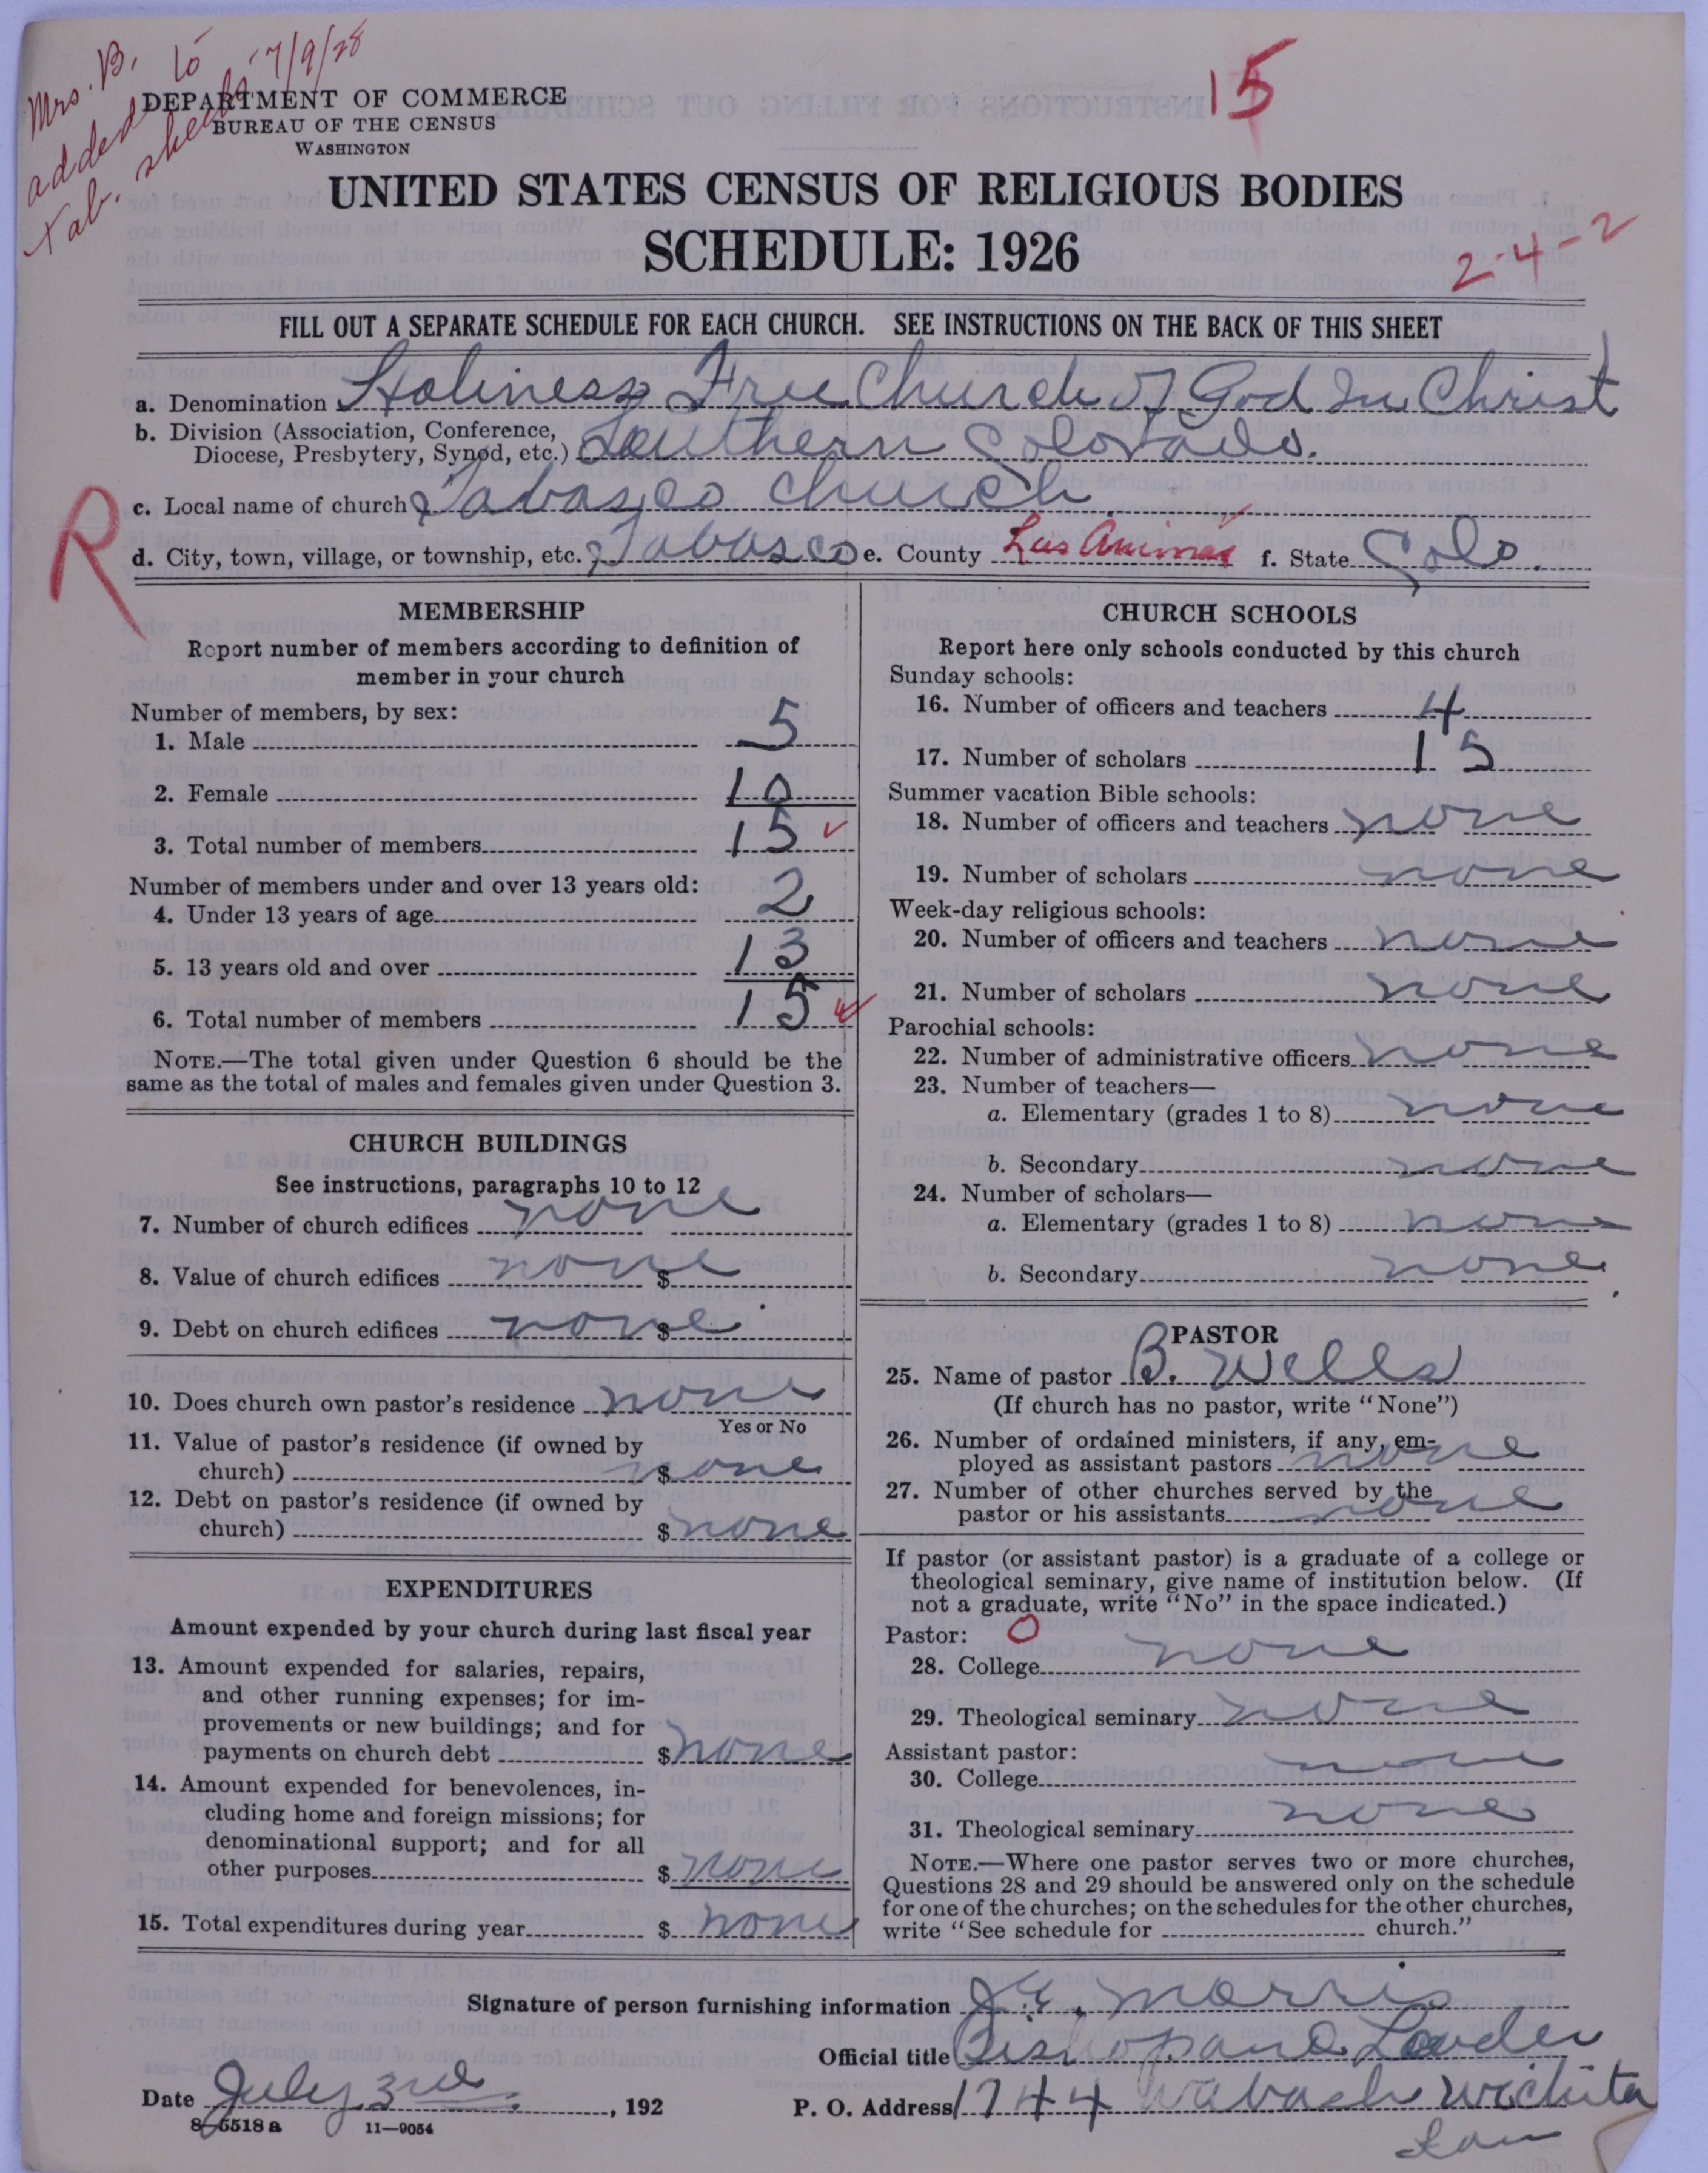 Mrs. B. 
added to
tab. sheets 7/9/28
15
DEPARTMENT OF COMMERCE
BUREAU OF THE CENSUS
WASHINGTON
UNITED STATES CENSUS OF RELIGIOUS BODIES
SCHEDULE: 1926
2-4-2
FILL OUT A SEPARATE SCHEDULE FOR EACH CHURCH. SEE INSTRUCTIONS ON THE BACK OF THIS SHEET
a. Denomination Holiness Free Church of God In Christ
b. Division (Association, Conference,
Diocese, Presbytery, Synod, etc.) Southern Colorado.
c. Local name of church Tabasco church
R
d. City, town, village, or township, etc. Tabasco e. County Las Animas f. State Colo.
MEMBERSHIP
Report number of members according to definition of
member in your church
Number of members, by sex:
1. Male 5
2. Female 10
3. Total number of members 15 ✓
Number of members under and over 13 years old:
4. Under 13 years of age 2
5. 13 years old and over 13
6. Total number of members 15 ✓
NOTE.—The total given under Question 6 should be the
same as the total of males and females given under Question 3.
CHURCH BUILDINGS
See instructions, paragraphs 10 to 12
7. Number of church edifices none
8. Value of church edifices $ none
9. Debt on church edifices $ none
10. Does church own pastor's residence none
Yes or No
11. Value of pastor's residence (if owned by
church) $ none
12. Debt on pastor's residence (if owned by
church) $ none
EXPENDITURES
Amount expended by your church during last fiscal year
13. Amount expended for salaries, repairs,
and other running expenses; for im-
provements or new buildings; and for
payments on church debt $ none
14. Amount expended for benevolences, in-
cluding home and foreign missions; for
denominational support; and for all
other purposes $ none
15. Total expenditures during year $ none
CHURCH SCHOOLS
Report here only schools conducted by this church
Sunday schools:
16. Number of officers and teachers 4
17. Number of scholars 15
Summer vacation Bible schools:
18. Number of officers and teachers none
19. Number of scholars none
Week-day religious schools:
20. Number of officers and teachers none
21. Number of scholars none
Parochial schools:
22. Number of administrative officers none
23. Number of teachers—
a. Elementary (grades 1 to 8) none
b. Secondary none
24. Number of scholars—
a. Elementary (grades 1 to 8) none
b. Secondary none
PASTOR
25. Name of pastor B. Wells
(If church has no pastor, write "None")
26. Number of ordained ministers, if any, em-
ployed as assistant pastors none
27. Number of other churches served by the
pastor or his assistants none
If pastor (or assistant pastor) is a graduate of a college or
theological seminary, give name of institution below. (If
not a graduate, write "No" in the space indicated.)
Pastor: O
28. College none
29. Theological seminary none
Assistant pastor:
30. College none
31. Theological seminary none
NOTE.—Where one pastor serves two or more churches,
Questions 28 and 29 should be answered only on the schedule
for one of the churches; on the schedules for the other churches,
write "See schedule for church."
Signature of person furnishing information J. E. Morris
Official title Bishop and Leader
Date July 3rd, 192
P. O. Address 1744 Wabash Wichita
Kan
8-5518 a 11-9054